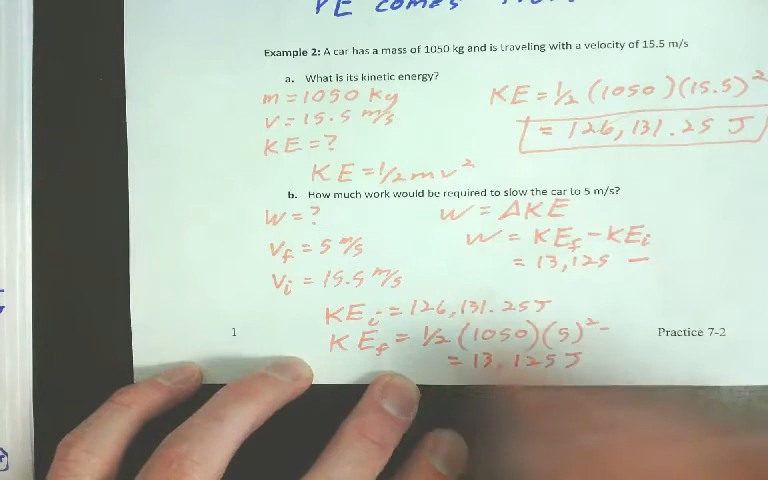 PE comes
Example 2: A car has a mass of 1050 kg and is traveling with a velocity of 15.5 m/s
a. What is its kinetic energy?
m = 1050 kg
v = 15.5 m/s
KE = ?
KE = 1/2 mv²
KE = 1/2 (1050)(15.5)²
= 126,131.25 J
b. How much work would be required to slow the car to 5 m/s?
W = ?
Vf = 5 m/s
Vi = 15.5 m/s
W = ΔKE
W = KEf - KEi
= 13,125 -
KEi = 126,131.25J
KEf = 1/2 (1050)(5)²
= 13,125 J
1
Practice 7-2